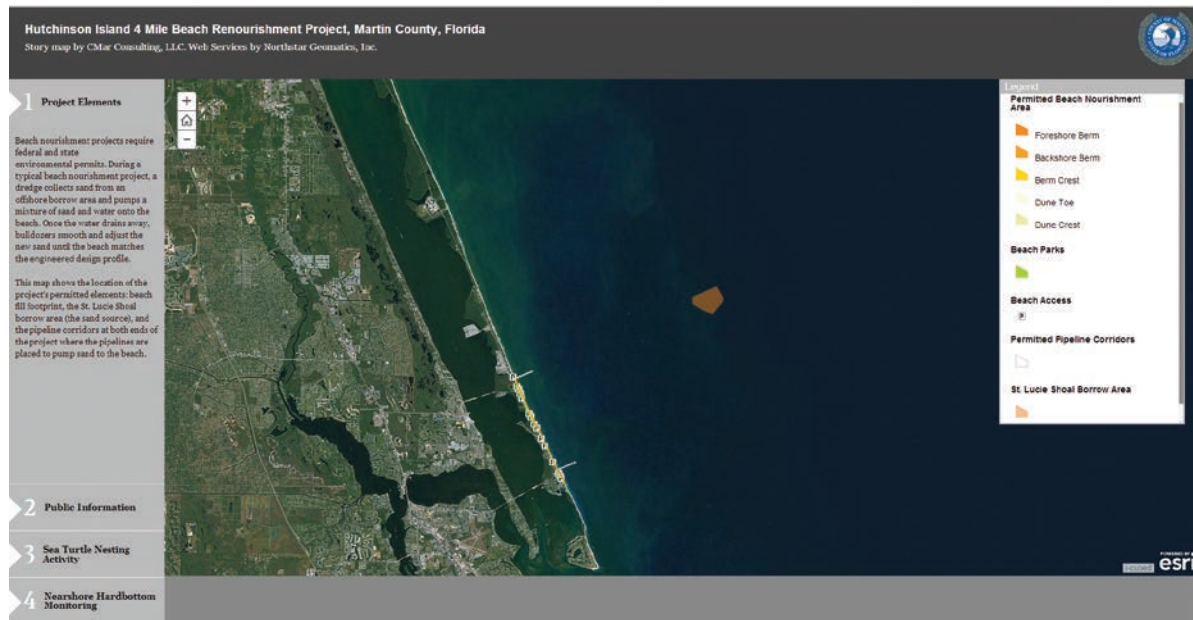 Hutchinson Island 4 Mile Beach Renourishment Project, Martin County, Florida
Story map by CMar Consulting, LLC. Web Services by Northstar Geomatics, Inc.
1 Project Elements
Beach nourishment projects require
federal and state
environmental permits. During a
typical beach nourishment project, a
dredge collects sand from an
offshore borrow area and pumps a
mixture of sand and water onto the
beach. Once the water drains away,
bulldozers smooth and adjust the
new sand until the beach matches
the engineered design profile.
This map shows the location of the
project's permitted elements: beach
fill footprint, the St. Lucie Shoal
borrow area (the sand source), and
the pipeline corridors at both ends of
the project where the pipelines are
placed to pump sand to the beach.
2 Public Information
3 Sea Turtle Nesting
Activity
4 Nearshore Hardbottom
Monitoring
+
−
Legend
Permitted Beach Nourishment
Area
Foreshore Berm
Backshore Berm
Berm Crest
Dune Toe
Dune Crest
Beach Parks
Beach Access
P
Permitted Pipeline Corridors
St. Lucie Shoal Borrow Area
esri